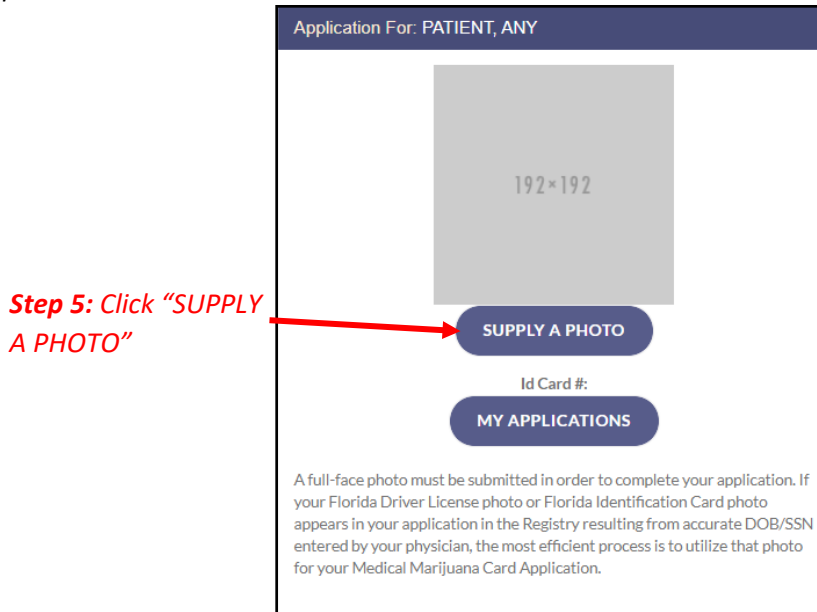 Application For: PATIENT, ANY
192×192
Step 5: Click “SUPPLY
A PHOTO”
SUPPLY A PHOTO
Id Card #:
MY APPLICATIONS
A full-face photo must be submitted in order to complete your application. If
your Florida Driver License photo or Florida Identification Card photo
appears in your application in the Registry resulting from accurate DOB/SSN
entered by your physician, the most efficient process is to utilize that photo
for your Medical Marijuana Card Application.